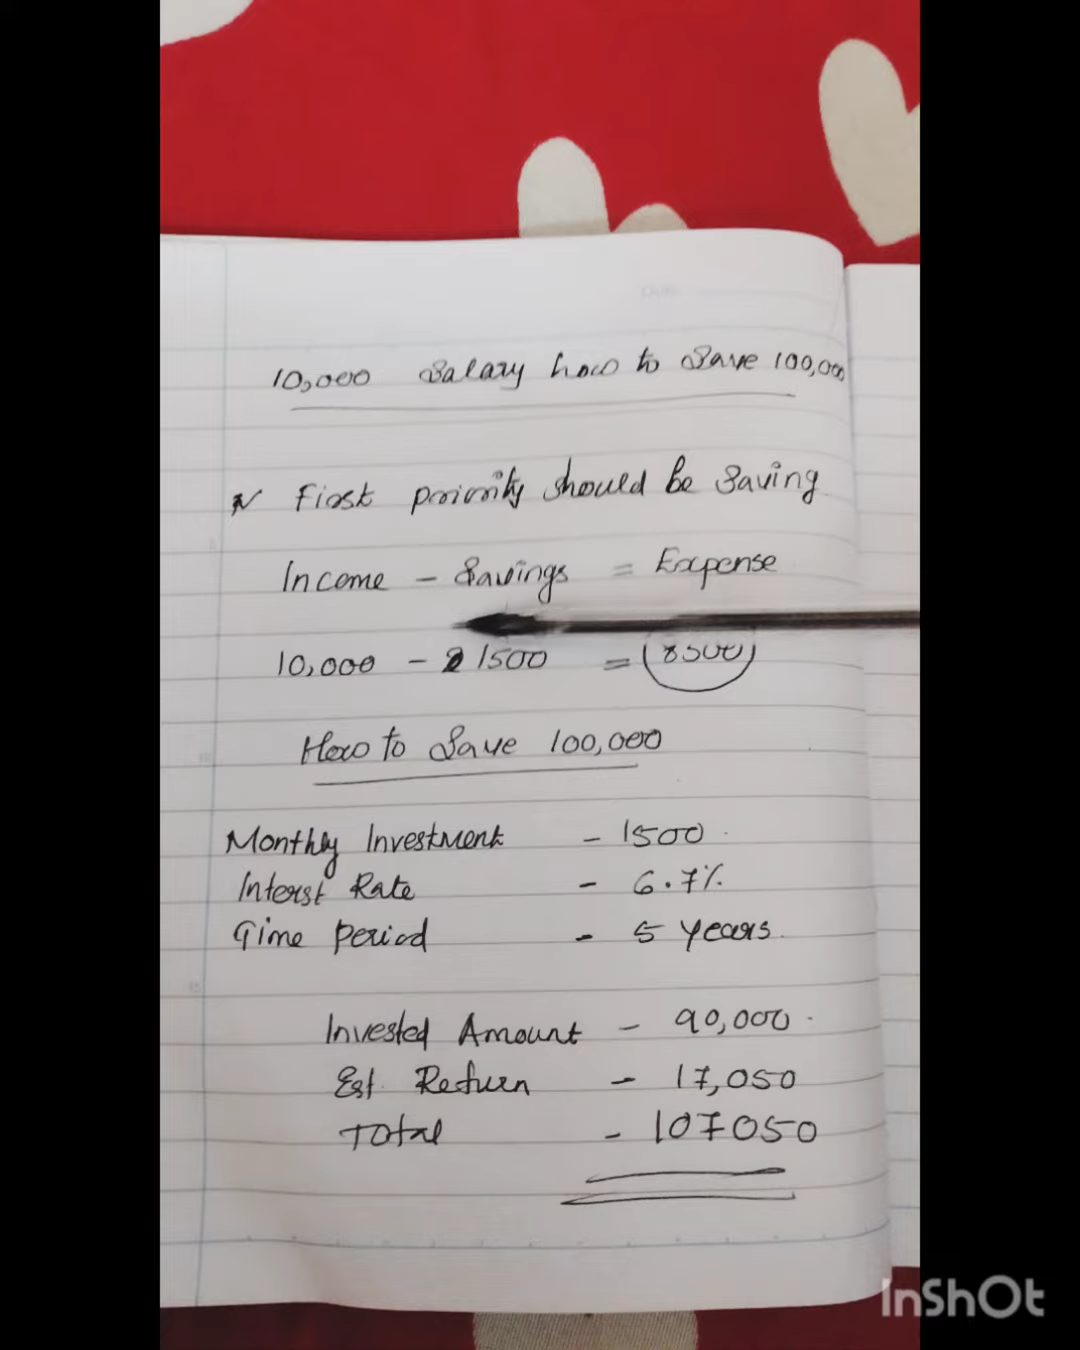 10,000 Salary how to Save 100,000
First priority should be Saving
Income - Savings = Expense
10,000 - 1500 = 8500
How to Save 100,000
Monthly Investment - 1500
Interst Rate - 6.7%
Time period - 5 years.
Invested Amount - 90,000
Est. Return - 17,050
Total - 107050
InShOt